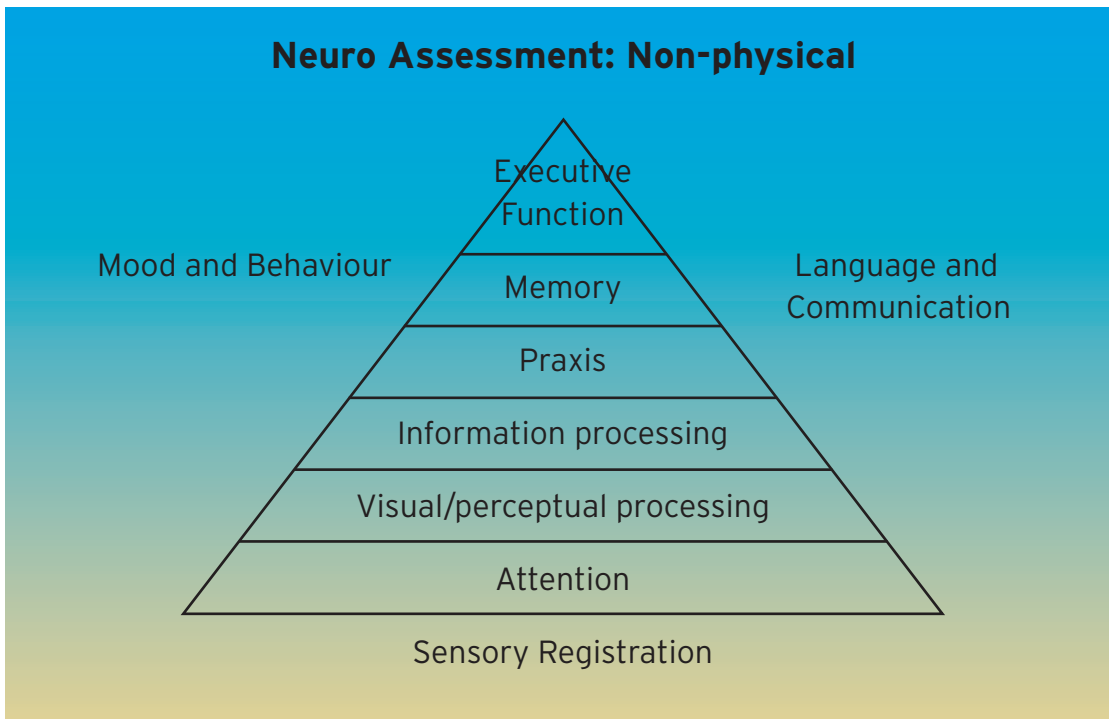 Neuro Assessment: Non-physical
Executive
Function
Mood and Behaviour
Language and
Communication
Memory
Praxis
Information processing
Visual/perceptual processing
Attention
Sensory Registration